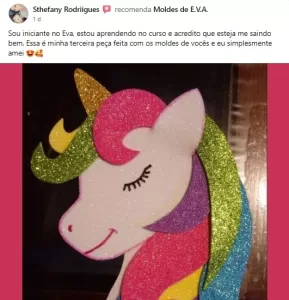 Sthefany Rodriigues recomenda Moldes de E.V.A.
1 d
Sou iniciante no Eva, estou aprendendo no curso e acredito que esteja me saindo
bem. Essa é minha terceira peça feita com os moldes de vocês e eu simplesmente
amei 😍🥰